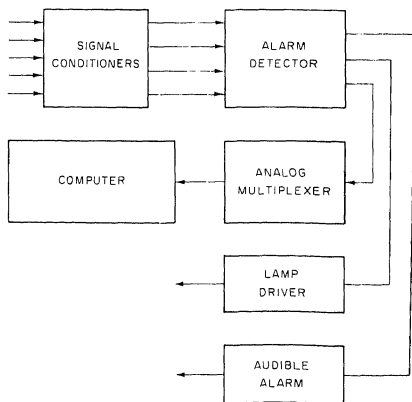 SIGNAL
CONDITIONERS
ALARM
DETECTOR
COMPUTER
ANALOG
MULTIPLEXER
LAMP
DRIVER
AUDIBLE
ALARM